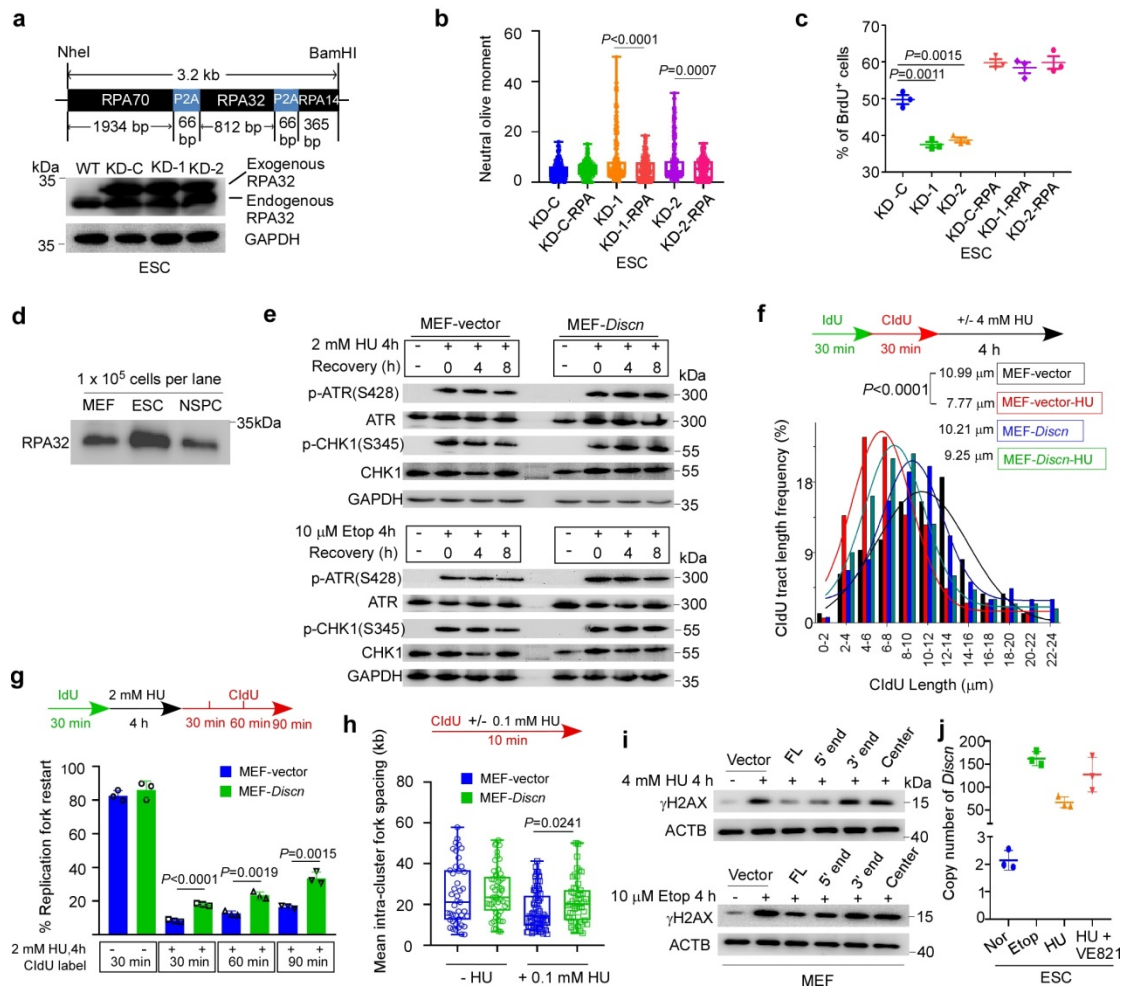 a
NheI
BamHI
3.2 kb
RPA70 P2A RPA32 P2A RPA14
1934 bp 66 bp 812 bp 66 bp 365 bp
kDa
WT KD-C KD-1 KD-2
35
Exogenous
RPA32
Endogenous
RPA32
35
GAPDH
ESC
b
Neutral olive moment
60
40
20
0
P<0.0001
P=0.0007
KD-C
KD-C-RPA
KD-1
KD-1-RPA
KD-2
KD-2-RPA
ESC
c
% of BrdU+ cells
70
60
50
40
30
P=0.0015
P=0.0011
KD -C
KD-1
KD-2
KD-C-RPA
KD-1-RPA
KD-2-RPA
ESC
d
1 x 10⁵ cells per lane
MEF ESC NSPC
35kDa
RPA32
e
MEF-vector MEF-Discn
2 mM HU 4h - + + + - + + +
Recovery (h) 0 4 8 0 4 8
kDa
p-ATR(S428) 300
ATR 300
p-CHK1(S345) 55
CHK1 55
GAPDH 35
10 μM Etop 4h - + + + - + + +
Recovery (h) 0 4 8 0 4 8
kDa
p-ATR(S428) 300
ATR 300
p-CHK1(S345) 55
CHK1 55
GAPDH 35
f
IdU CldU +/- 4 mM HU
30 min 30 min 4 h
P<0.0001
10.99 μm MEF-vector
7.77 μm MEF-vector-HU
10.21 μm MEF-Discn
9.25 μm MEF-Discn-HU
CldU tract length frequency (%)
18
9
0
0-2
2-4
4-6
6-8
8-10
10-12
12-14
14-16
16-18
18-20
20-22
22-24
CldU Length (μm)
g
IdU 2 mM HU CldU
30 min 4 h 30 min 60 min 90 min
% Replication fork restart
100
80
60
40
20
0
MEF-vector
MEF-Discn
P<0.0001
P=0.0019
P=0.0015
2 mM HU,4h - - + + + + + +
CldU label 30 min 30 min 60 min 90 min
h
CldU +/- 0.1 mM HU
10 min
Mean intra-cluster fork spacing (kb)
80
60
40
20
0
MEF-vector
MEF-Discn
P=0.0241
- HU + 0.1 mM HU
i
Vector FL 5' end 3' end Center
4 mM HU 4 h - + + + + +
kDa
γH2AX 15
ACTB 40
10 μM Etop 4 h - + + + + +
γH2AX 15
ACTB 40
MEF
j
Copy number of Discn
200
150
100
50
3
2
1
0
Nor
Etop
HU
HU +
VE821
ESC